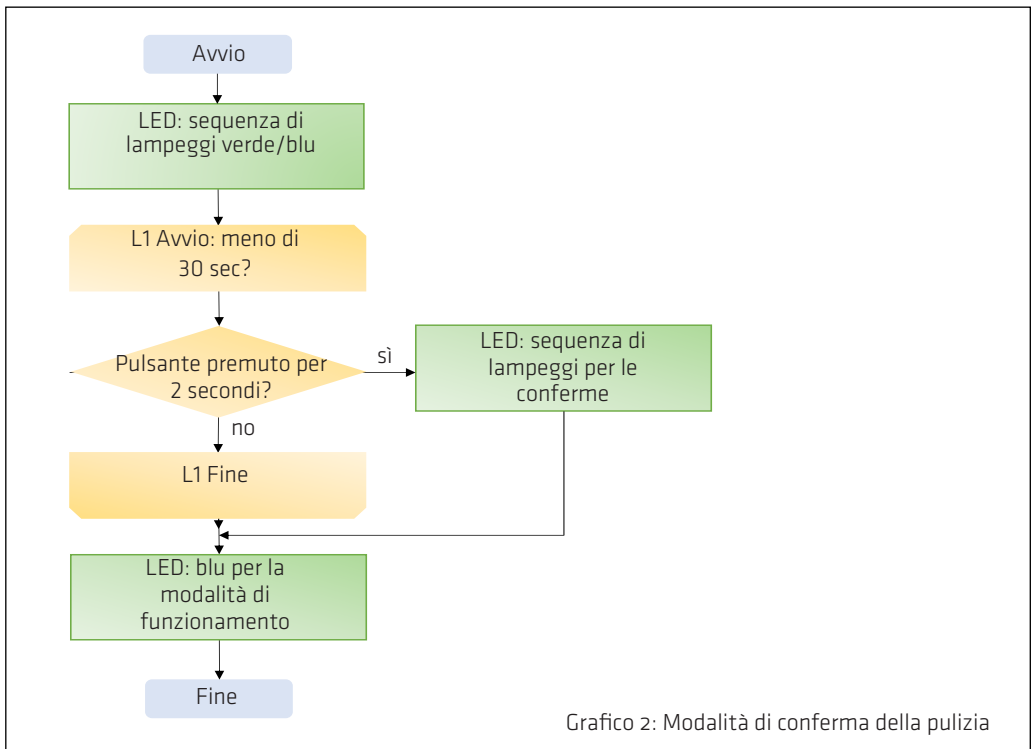 Avvio
LED: sequenza di
lampeggi verde/blu
L1 Avvio: meno di
30 sec?
Pulsante premuto per
2 secondi?
sì
LED: sequenza di
lampeggi per le
conferme
no
L1 Fine
LED: blu per la
modalità di
funzionamento
Fine
Grafico 2: Modalità di conferma della pulizia